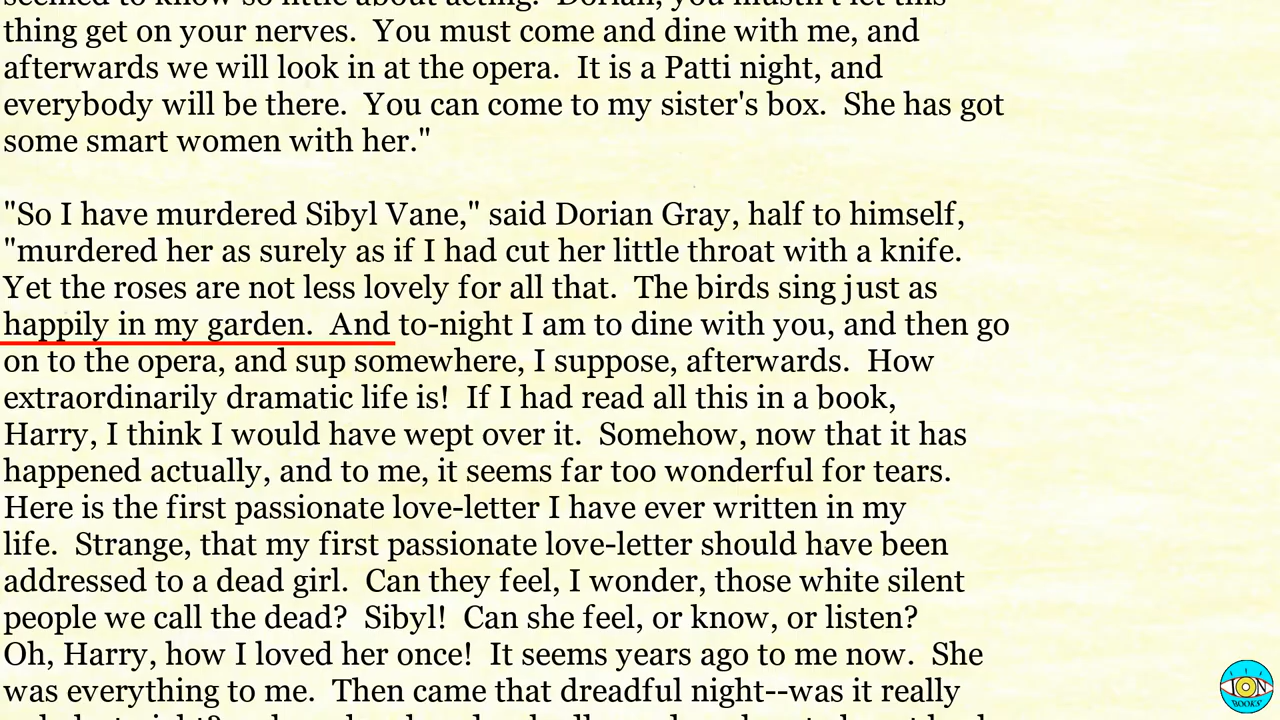 seemed to know so little about acting. Dorian, you mustn't let this
thing get on your nerves.  You must come and dine with me, and
afterwards we will look in at the opera.  It is a Patti night, and
everybody will be there.  You can come to my sister's box.  She has got
some smart women with her."
"So I have murdered Sibyl Vane," said Dorian Gray, half to himself,
"murdered her as surely as if I had cut her little throat with a knife.
Yet the roses are not less lovely for all that.  The birds sing just as
happily in my garden.  And to-night I am to dine with you, and then go
on to the opera, and sup somewhere, I suppose, afterwards.  How
extraordinarily dramatic life is!  If I had read all this in a book,
Harry, I think I would have wept over it.  Somehow, now that it has
happened actually, and to me, it seems far too wonderful for tears.
Here is the first passionate love-letter I have ever written in my
life.  Strange, that my first passionate love-letter should have been
addressed to a dead girl.  Can they feel, I wonder, those white silent
people we call the dead?  Sibyl!  Can she feel, or know, or listen?
Oh, Harry, how I loved her once!  It seems years ago to me now.  She
was everything to me.  Then came that dreadful night--was it really
ION
BOOKS